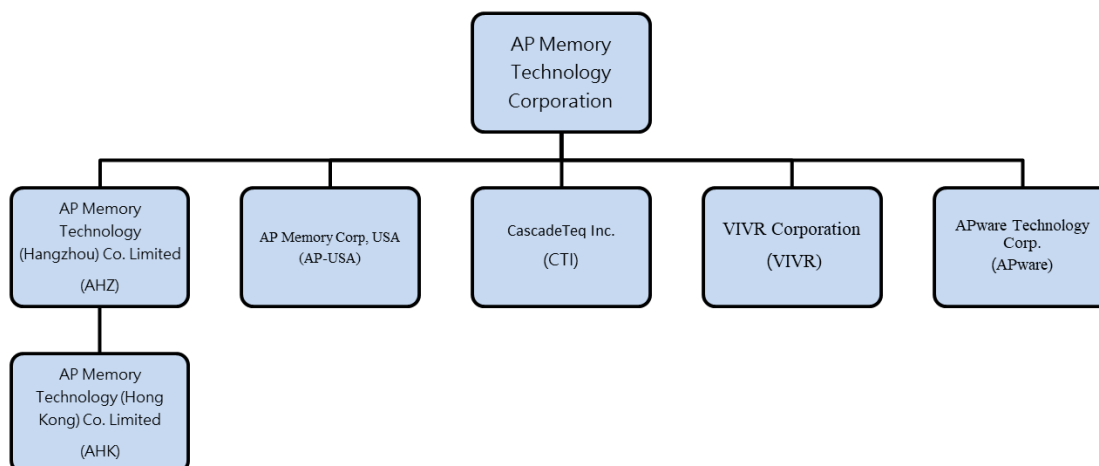 AP Memory
Technology
Corporation
AP Memory
Technology
(Hangzhou) Co. Limited
(AHZ)
AP Memory Corp, USA
(AP-USA)
CascadeTeq Inc.
(CTI)
VIVR Corporation
(VIVR)
APware Technology
Corp.
(APware)
AP Memory
Technology (Hong
Kong) Co. Limited
(AHK)